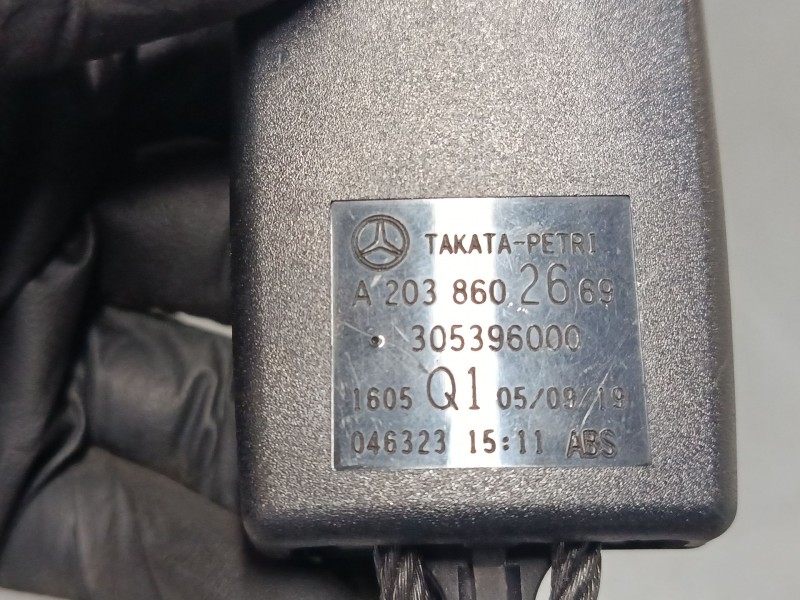 TAKATA-PETRI
A 203 860 26 69
305396000
1605 Q1 05/09/19
046323 15:11 ABS